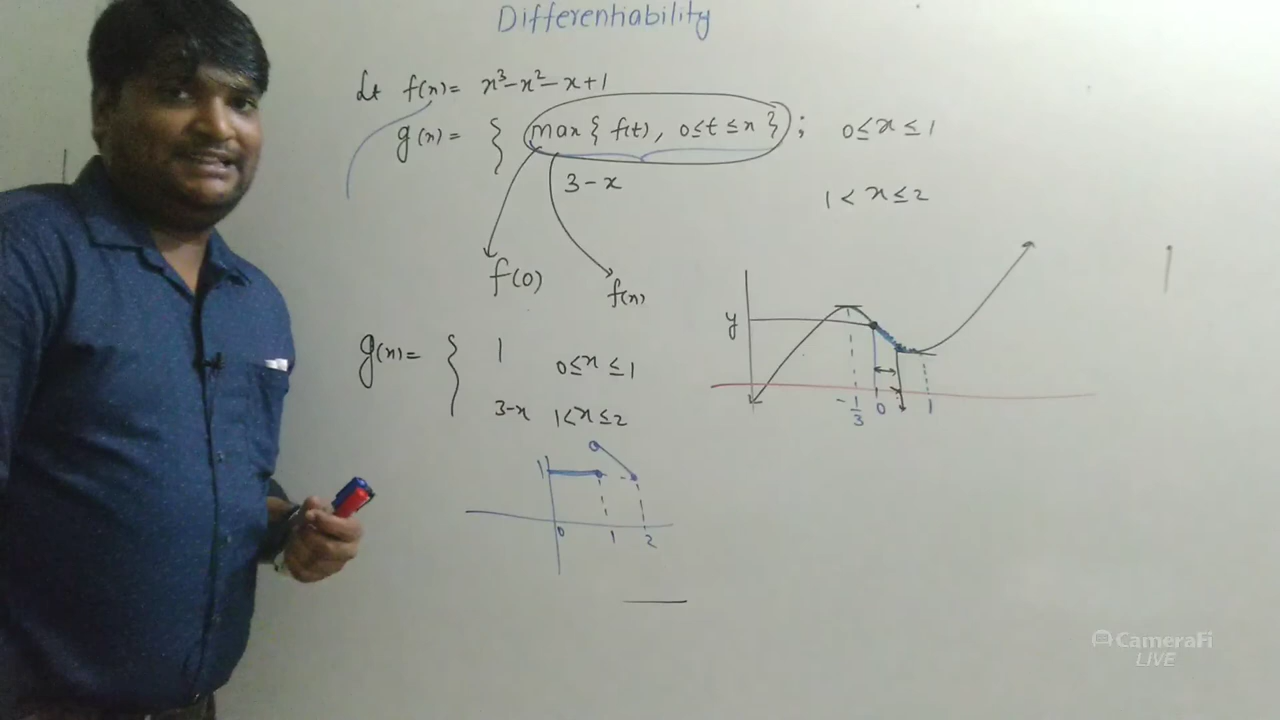 Differentiability
Let f(x) = x³-x²-x+1
g(x) = { max { f(t), 0≤t≤x } ; 0≤x≤1
3-x 1<x≤2
f(0) f(x)
g(x) = { 1 0≤x≤1
3-x 1<x≤2
y
-1/3 0 1
1
0 1 2
CameraFi
LIVE